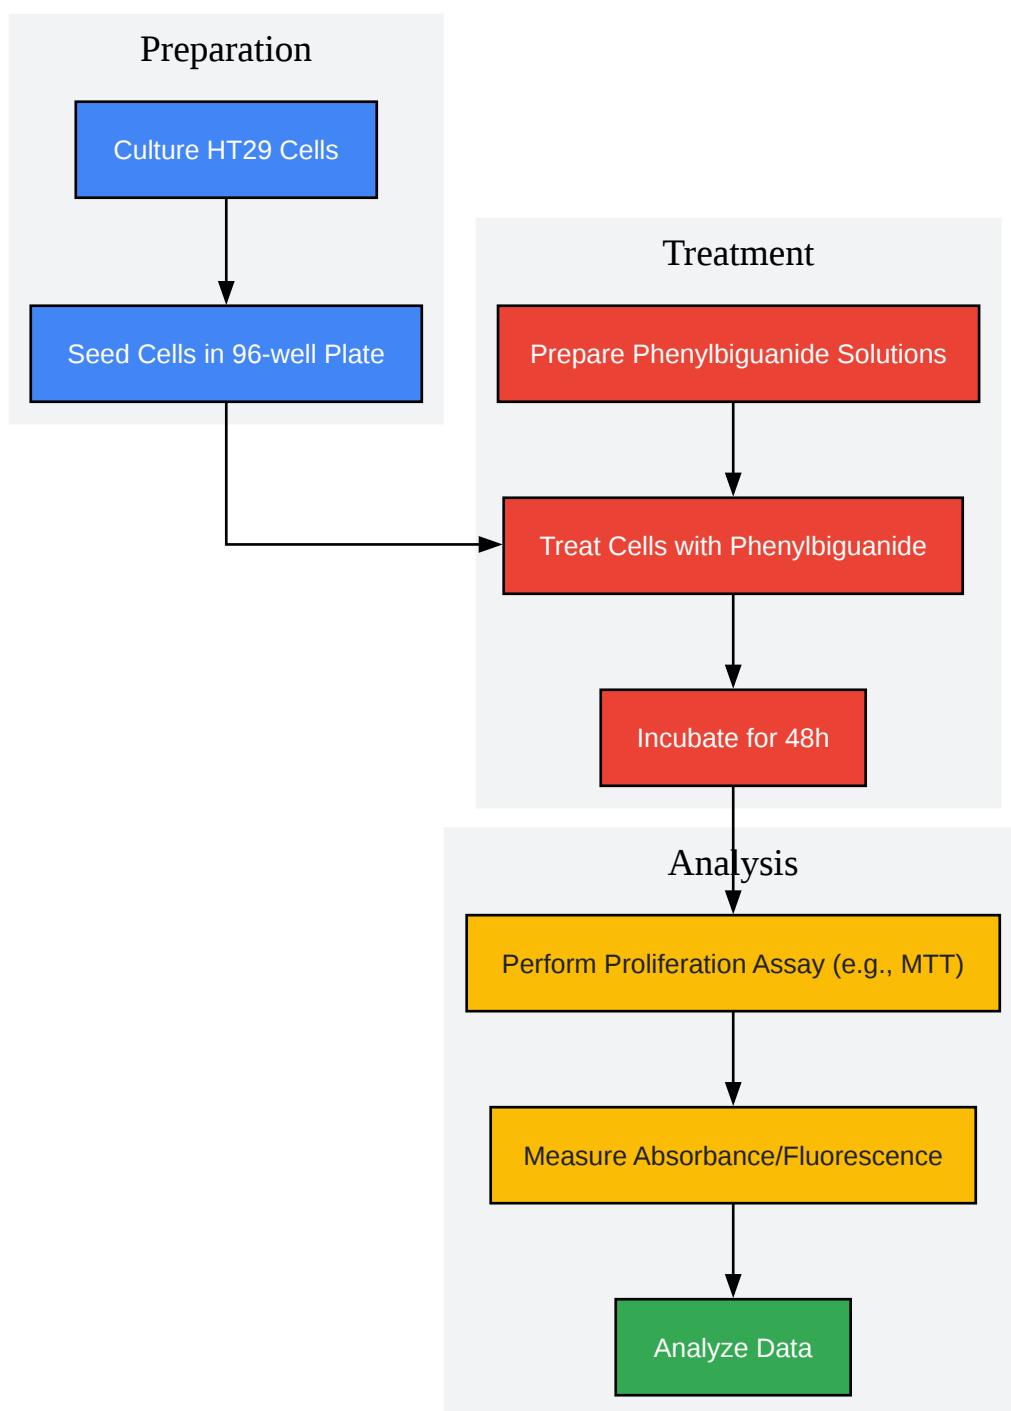 Preparation
Culture HT29 Cells
Seed Cells in 96-well Plate
Treatment
Prepare Phenylbiguanide Solutions
Treat Cells with Phenylbiguanide
Incubate for 48h
Analysis
Perform Proliferation Assay (e.g., MTT)
Measure Absorbance/Fluorescence
Analyze Data